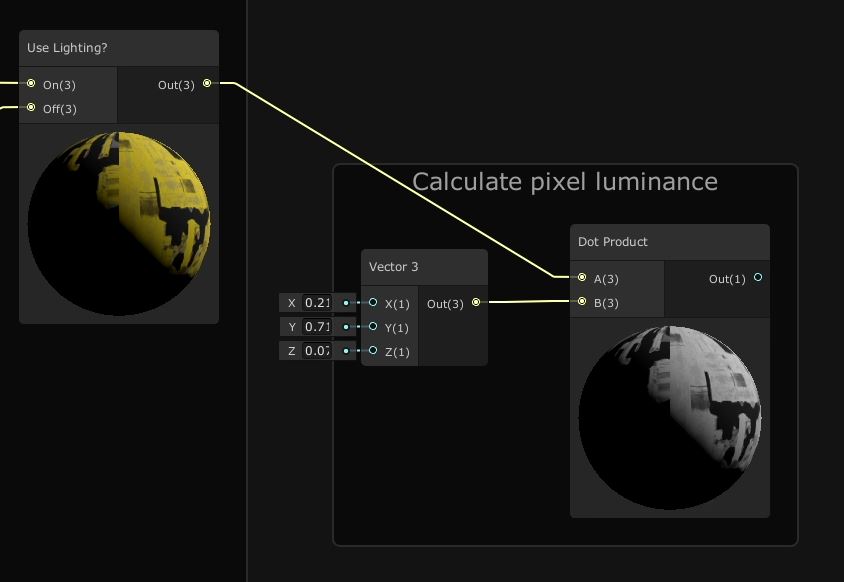 Use Lighting?
On(3)
Out(3)
Off(3)
Calculate pixel luminance
Vector 3
X 0.21
X(1)
Out(3)
Y 0.71
Y(1)
Z 0.07
Z(1)
Dot Product
A(3)
Out(1)
B(3)